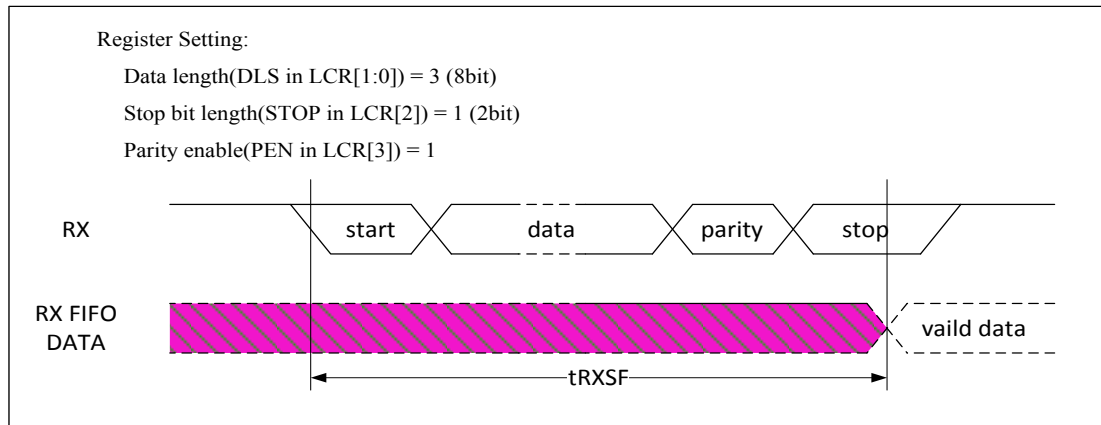 Register Setting:
Data length(DLS in LCR[1:0]) = 3 (8bit)
Stop bit length(STOP in LCR[2]) = 1 (2bit)
Parity enable(PEN in LCR[3]) = 1
RX
start
data
parity
stop
RX FIFO
DATA
vaild data
tRXSF